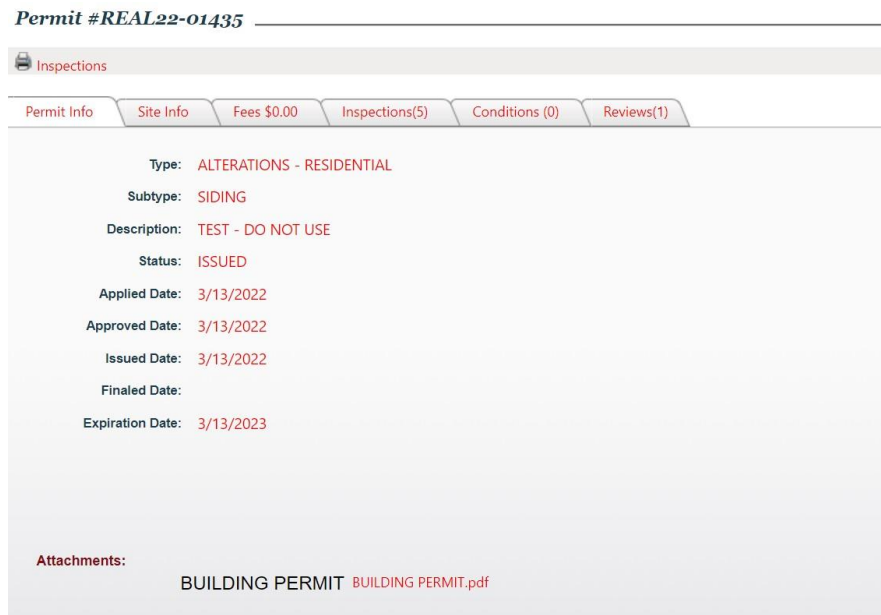 Permit #REAL22-01435
Inspections
Permit Info Site Info Fees $0.00 Inspections(5) Conditions (0) Reviews(1)
Type: ALTERATIONS - RESIDENTIAL
Subtype: SIDING
Description: TEST - DO NOT USE
Status: ISSUED
Applied Date: 3/13/2022
Approved Date: 3/13/2022
Issued Date: 3/13/2022
Finaled Date:
Expiration Date: 3/13/2023
Attachments:
BUILDING PERMIT BUILDING PERMIT.pdf